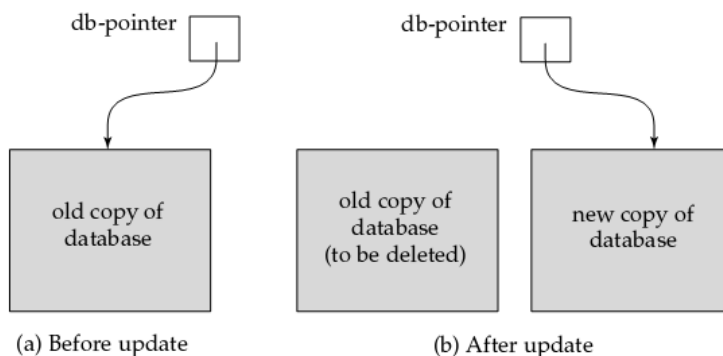 db-pointer
old copy of
database
(a) Before update
db-pointer
old copy of
database
(to be deleted)
new copy of
database
(b) After update